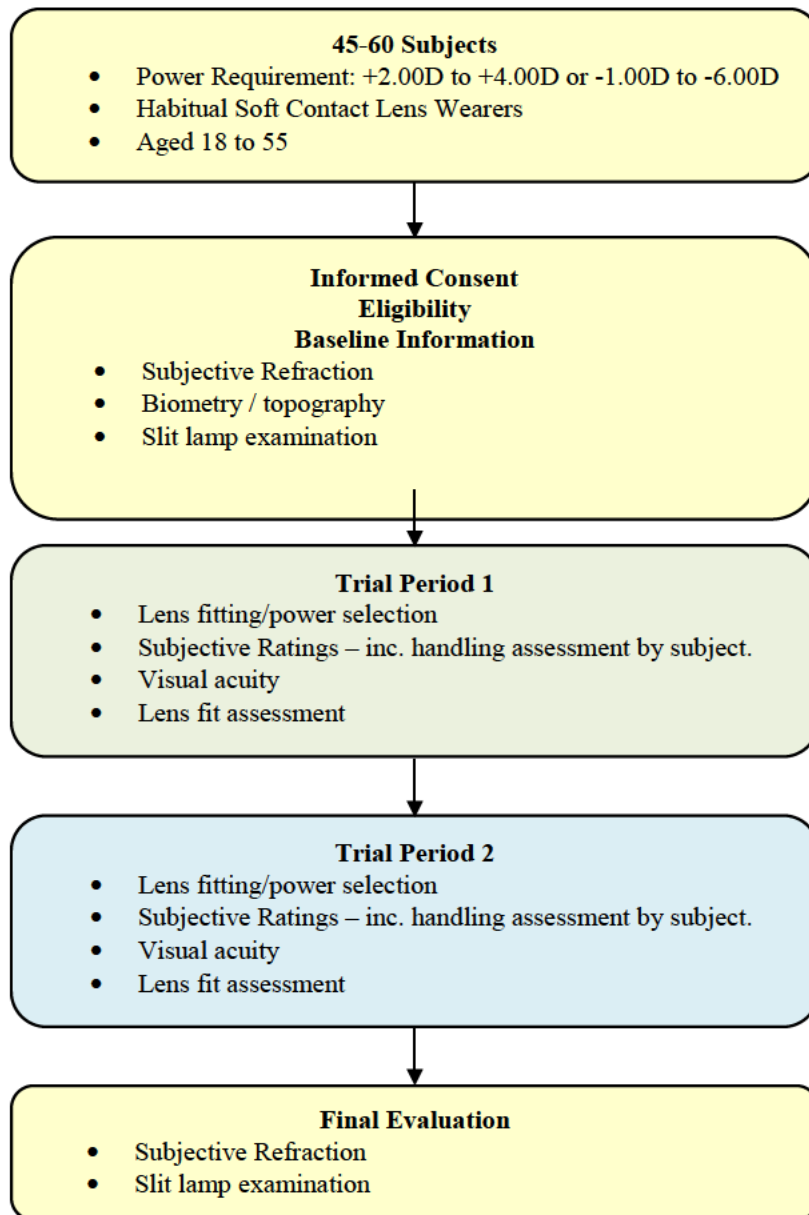 45-60 Subjects
• Power Requirement: +2.00D to +4.00D or -1.00D to -6.00D
• Habitual Soft Contact Lens Wearers
• Aged 18 to 55
Informed Consent
Eligibility
Baseline Information
• Subjective Refraction
• Biometry / topography
• Slit lamp examination
Trial Period 1
• Lens fitting/power selection
• Subjective Ratings – inc. handling assessment by subject.
• Visual acuity
• Lens fit assessment
Trial Period 2
• Lens fitting/power selection
• Subjective Ratings – inc. handling assessment by subject.
• Visual acuity
• Lens fit assessment
Final Evaluation
• Subjective Refraction
• Slit lamp examination